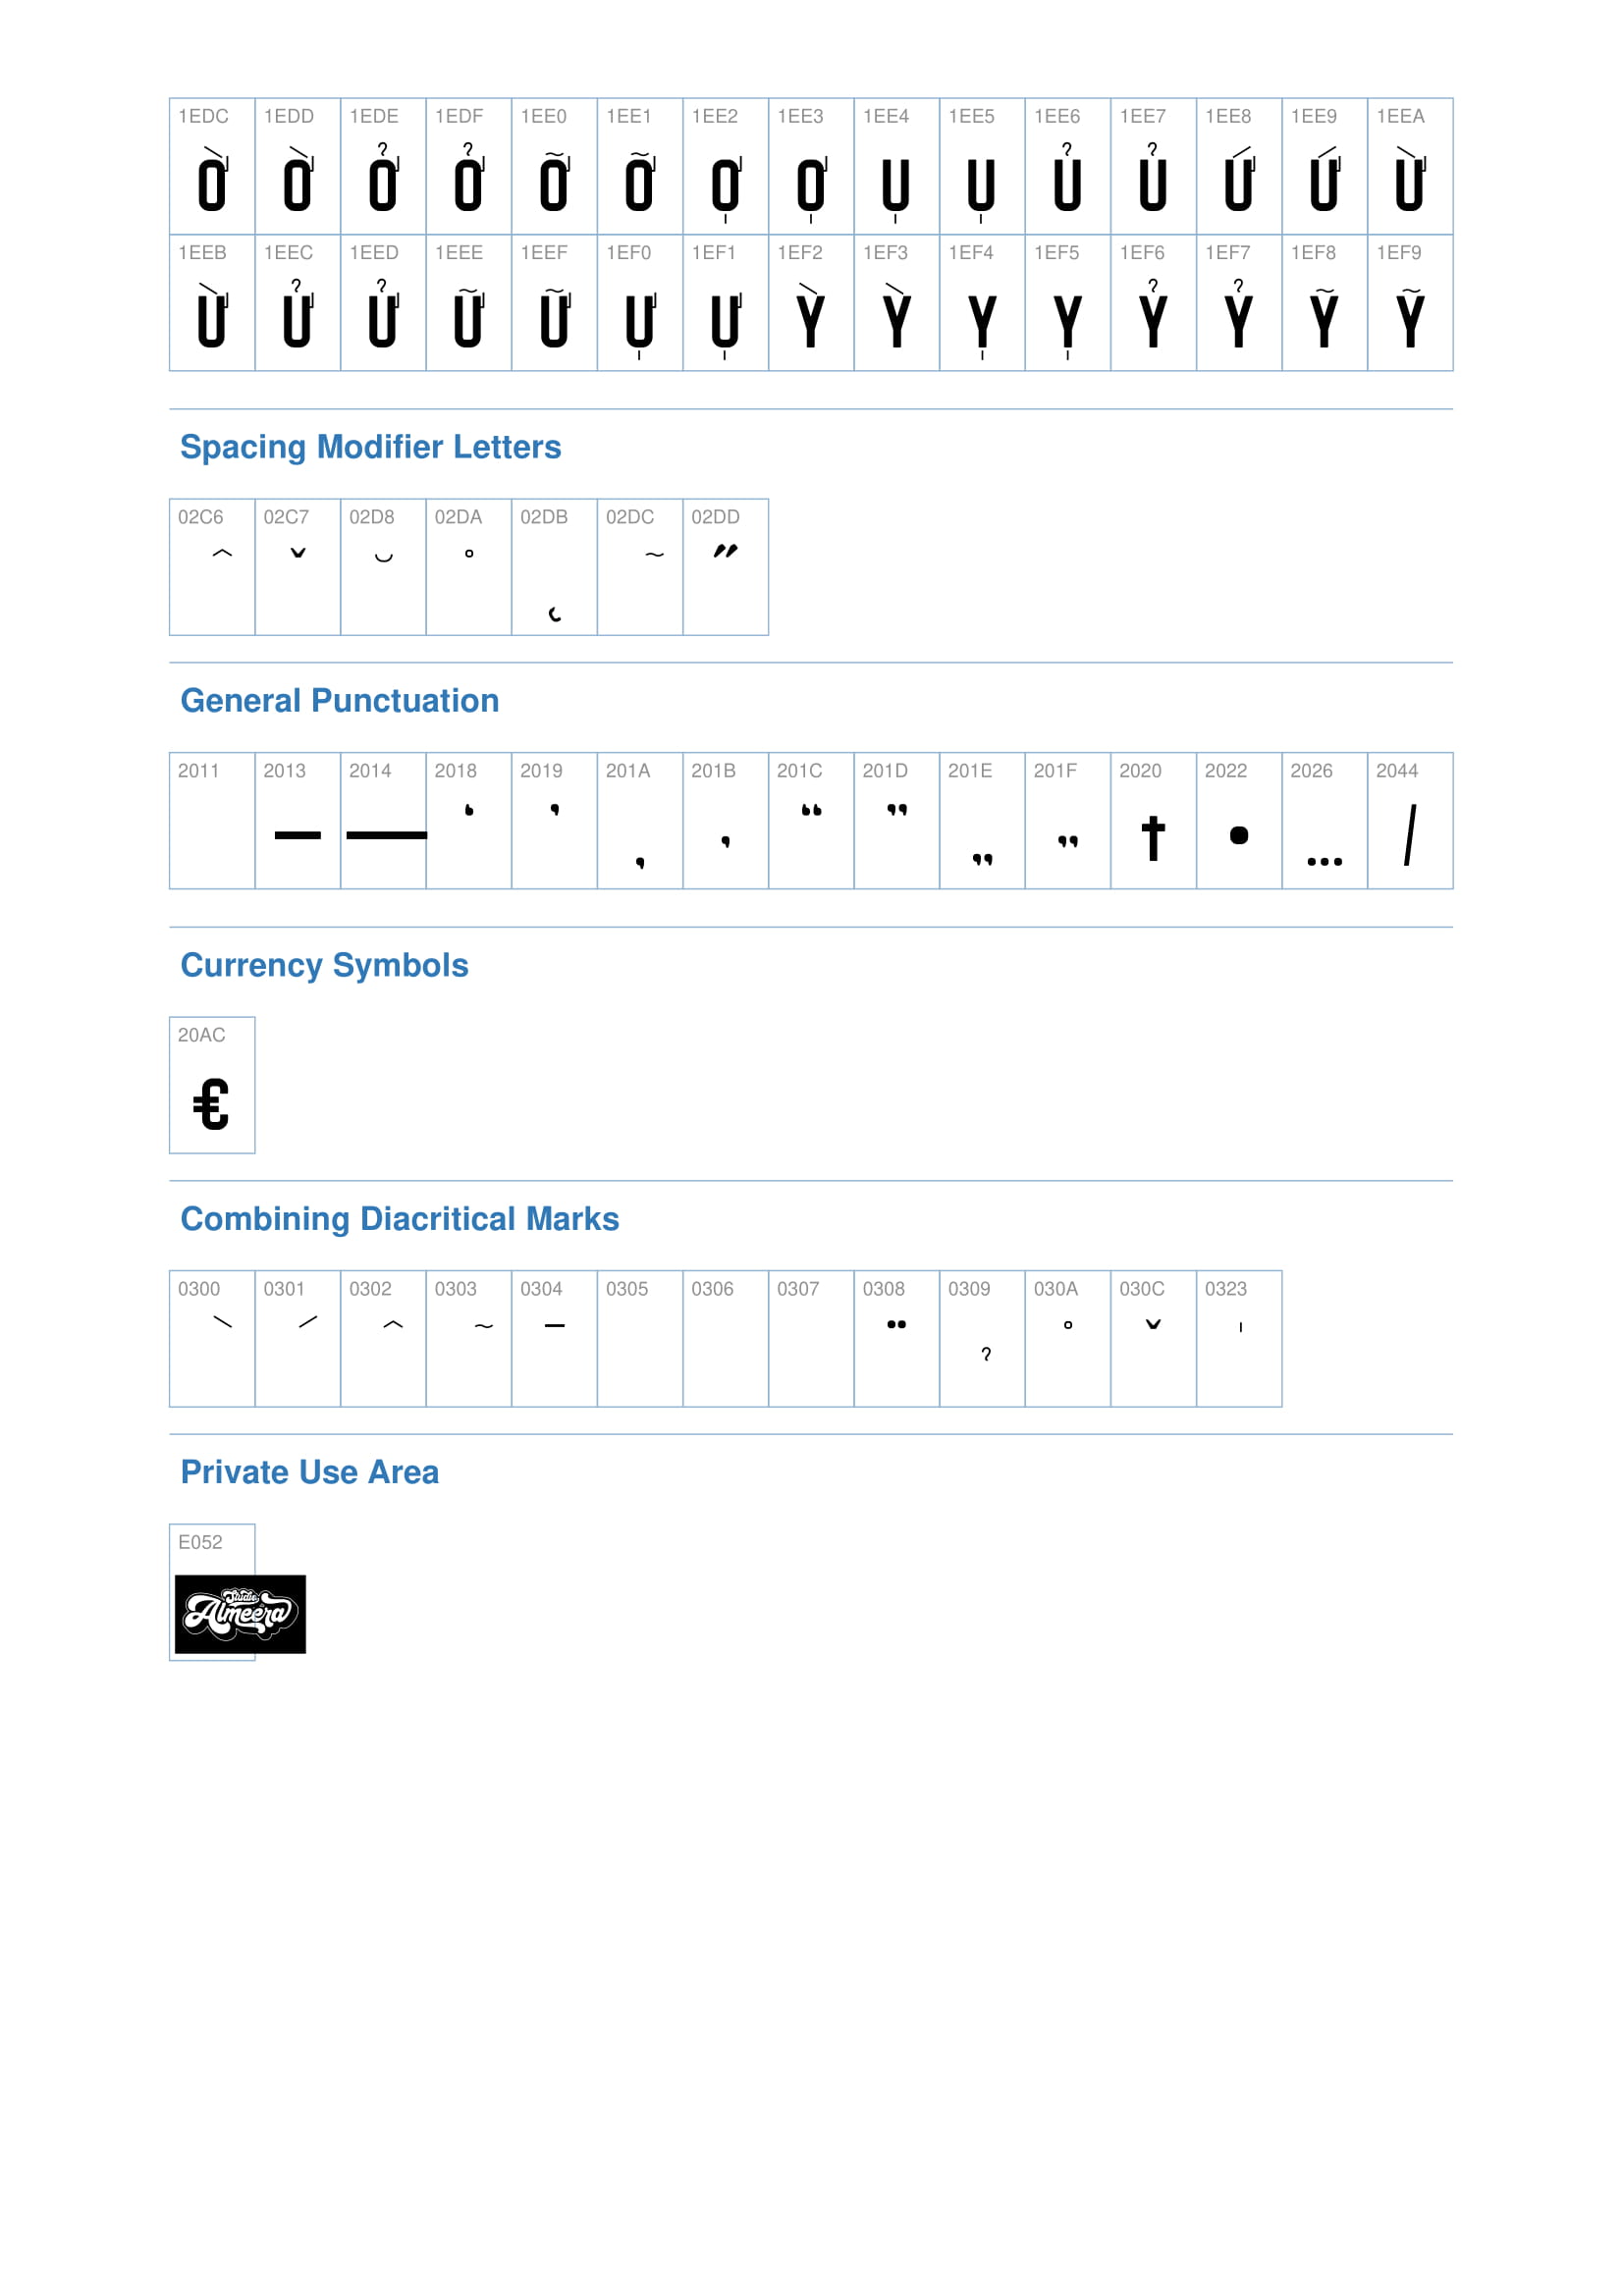 1EDC 1EDD 1EDE 1EDF 1EE0 1EE1 1EE2 1EE3 1EE4 1EE5 1EE6 1EE7 1EE8 1EE9 1EEA
Ờ Ờ Ở Ở Ỡ Ỡ Ợ Ợ Ụ Ụ Ủ Ủ Ứ Ứ Ừ
1EEB 1EEC 1EED 1EEE 1EEF 1EF0 1EF1 1EF2 1EF3 1EF4 1EF5 1EF6 1EF7 1EF8 1EF9
Ừ Ử Ử Ữ Ữ Ự Ự Ỳ Ỳ Ỵ Ỵ Ỷ Ỷ Ỹ Ỹ
Spacing Modifier Letters
02C6 02C7 02D8 02DA 02DB 02DC 02DD
ˆ ˇ ˘ ˚ ˛ ˜ ˝
General Punctuation
2011 2013 2014 2018 2019 201A 201B 201C 201D 201E 201F 2020 2022 2026 2044
– — ‘ ’ ‚ ‛ “ ” „ ‟ † • … ⁄
Currency Symbols
20AC
€
Combining Diacritical Marks
0300 0301 0302 0303 0304 0305 0306 0307 0308 0309 030A 030C 0323
̀ ́ ̂ ̃ ̄ ̈ ̉ ̊ ̌ ̣
Private Use Area
E052
Studio
Almeera